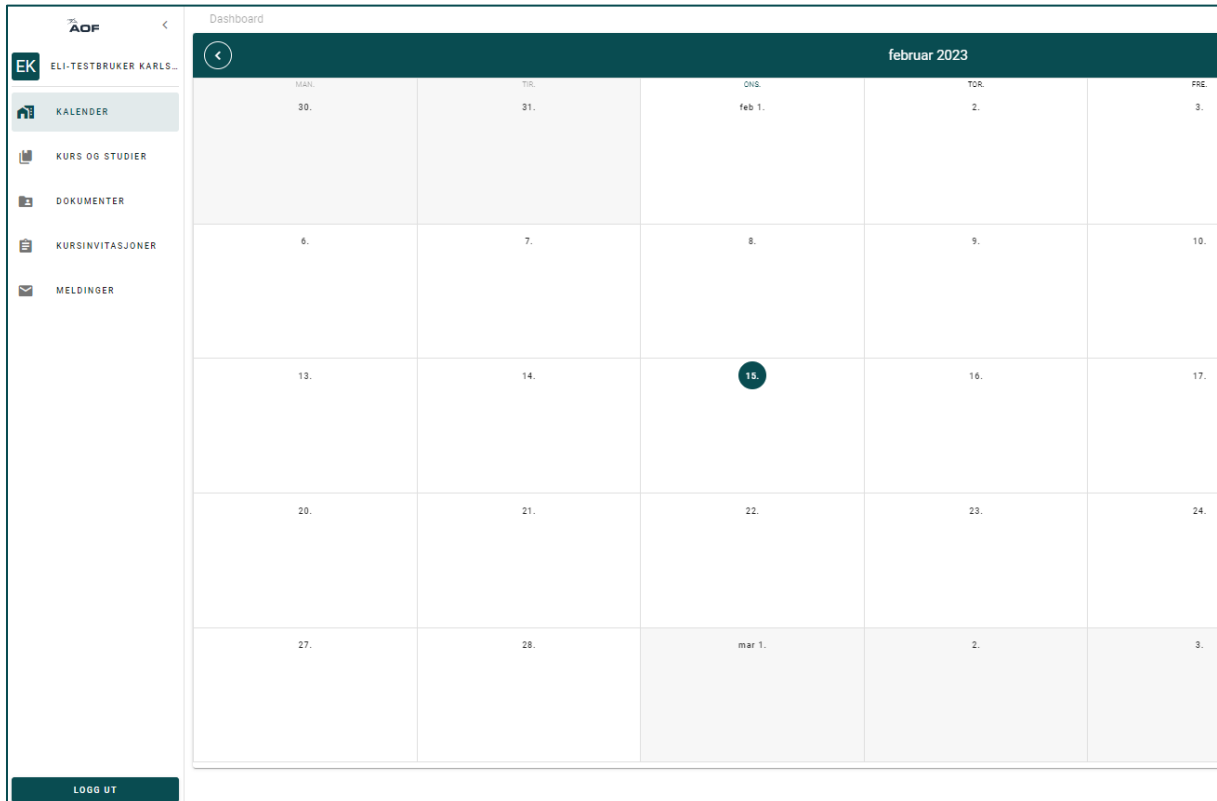 AOF
EK
ELI-TESTBRUKER KARLS...
KALENDER
KURS OG STUDIER
DOKUMENTER
KURSINVITASJONER
MELDINGER
LOGG UT
Dashboard
februar 2023
MAN. TIR. ONS. TOR. FRE.
30. 31. feb 1. 2. 3.
6. 7. 8. 9. 10.
13. 14. 15. 16. 17.
20. 21. 22. 23. 24.
27. 28. mar 1. 2. 3.